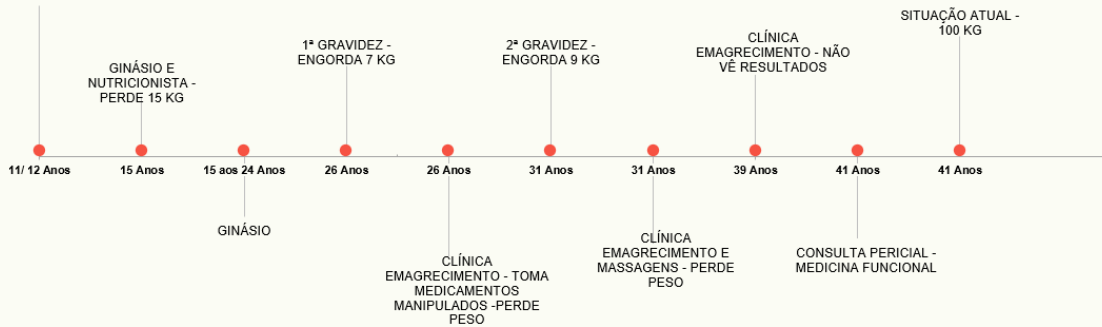 SITUAÇÃO ATUAL -
100 KG
CLÍNICA
EMAGRECIMENTO - NÃO
VÊ RESULTADOS
1ª GRAVIDEZ -
ENGORDA 7 KG
2ª GRAVIDEZ -
ENGORDA 9 KG
GINÁSIO E
NUTRICIONISTA -
PERDE 15 KG
11/ 12 Anos
15 Anos
15 aos 24 Anos
26 Anos
26 Anos
31 Anos
31 Anos
39 Anos
41 Anos
41 Anos
GINÁSIO
CLÍNICA
EMAGRECIMENTO - TOMA
MEDICAMENTOS
MANIPULADOS -PERDE
PESO
CLÍNICA
EMAGRECIMENTO E
MASSAGENS - PERDE
PESO
CONSULTA PERICIAL -
MEDICINA FUNCIONAL